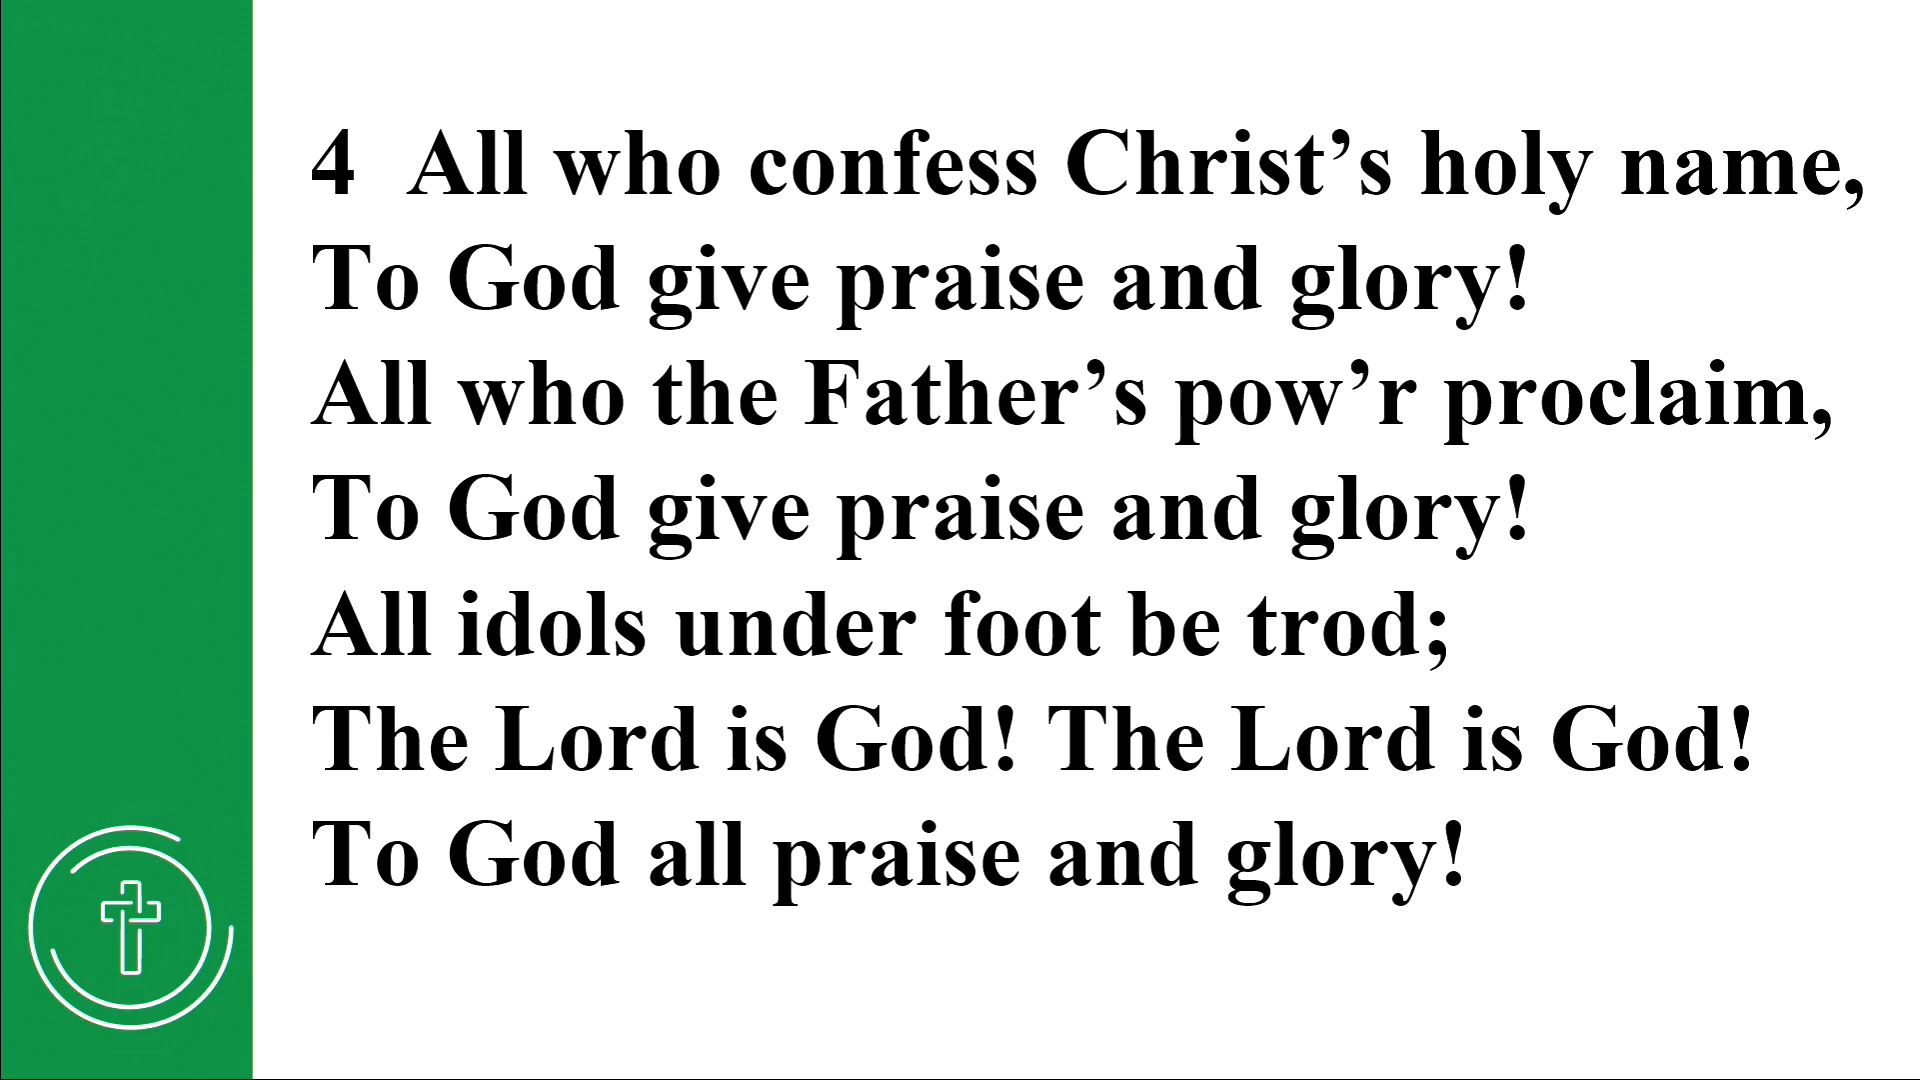 4 All who confess Christ’s holy name,
To God give praise and glory!
All who the Father’s pow’r proclaim,
To God give praise and glory!
All idols under foot be trod;
The Lord is God! The Lord is God!
To God all praise and glory!